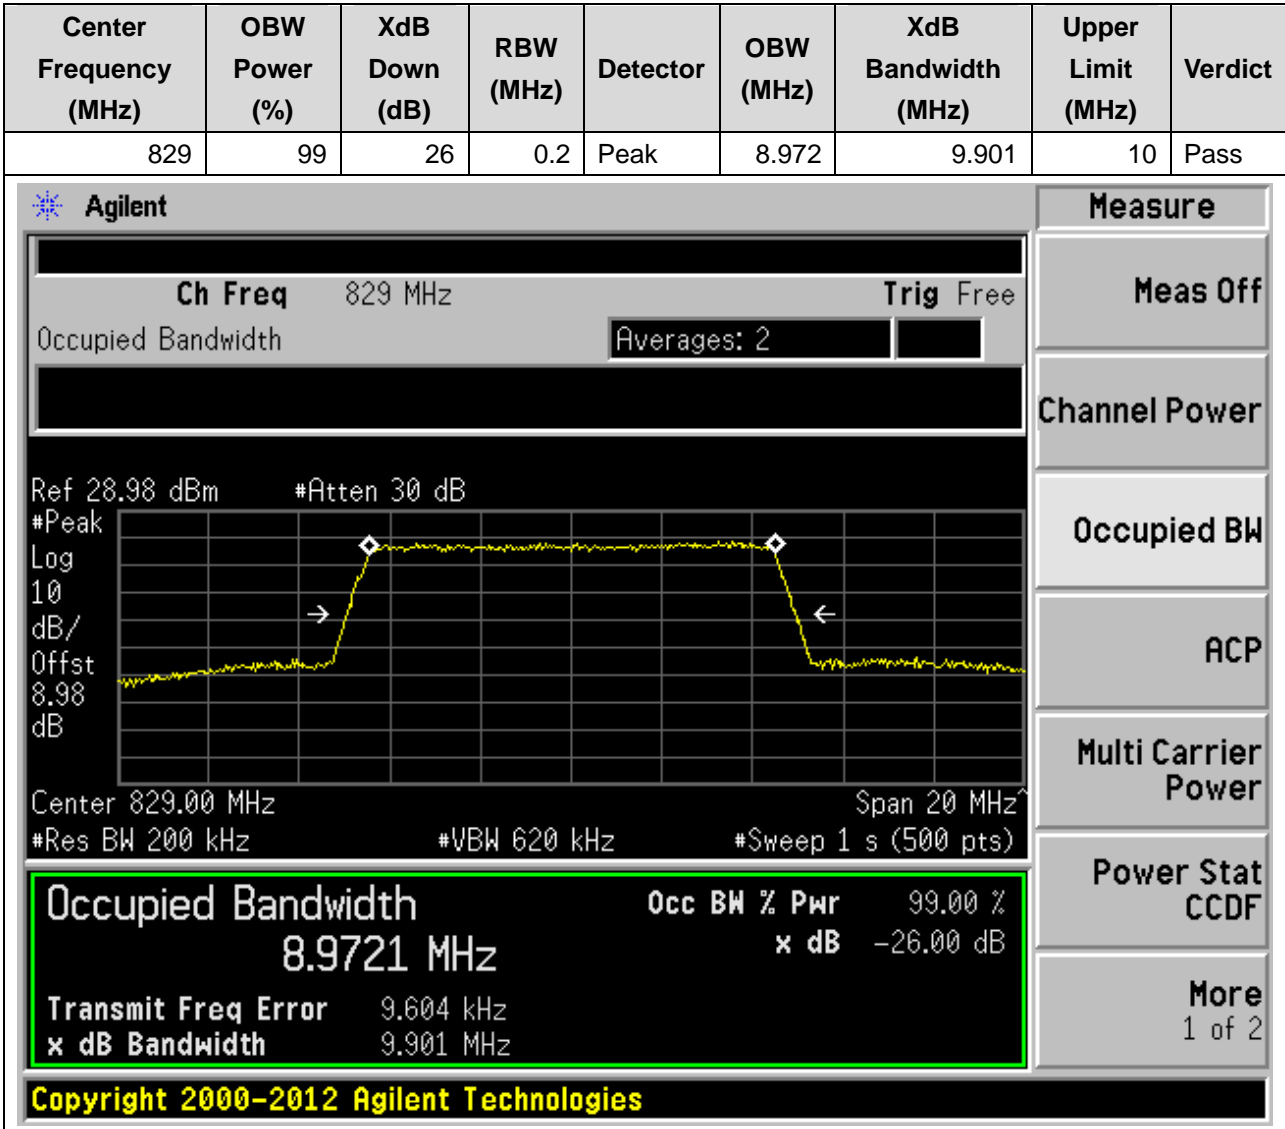 Center Frequency (MHz) OBW Power (%) XdB Down (dB) RBW (MHz) Detector OBW (MHz) XdB Bandwidth (MHz) Upper Limit (MHz) Verdict
829 99 26 0.2 Peak 8.972 9.901 10 Pass
Agilent
Measure
Ch Freq 829 MHz Trig Free
Meas Off
Occupied Bandwidth Averages: 2
Channel Power
Ref 28.98 dBm #Atten 30 dB
#Peak
Log
10
dB/
Offst
8.98
dB
Occupied BW
ACP
Multi Carrier
Power
Center 829.00 MHz Span 20 MHz^
#Res BW 200 kHz #VBW 620 kHz #Sweep 1 s (500 pts)
Power Stat
CCDF
Occupied Bandwidth Occ BW % Pwr 99.00 %
8.9721 MHz x dB -26.00 dB
Transmit Freq Error 9.604 kHz
x dB Bandwidth 9.901 MHz
More
1 of 2
Copyright 2000-2012 Agilent Technologies